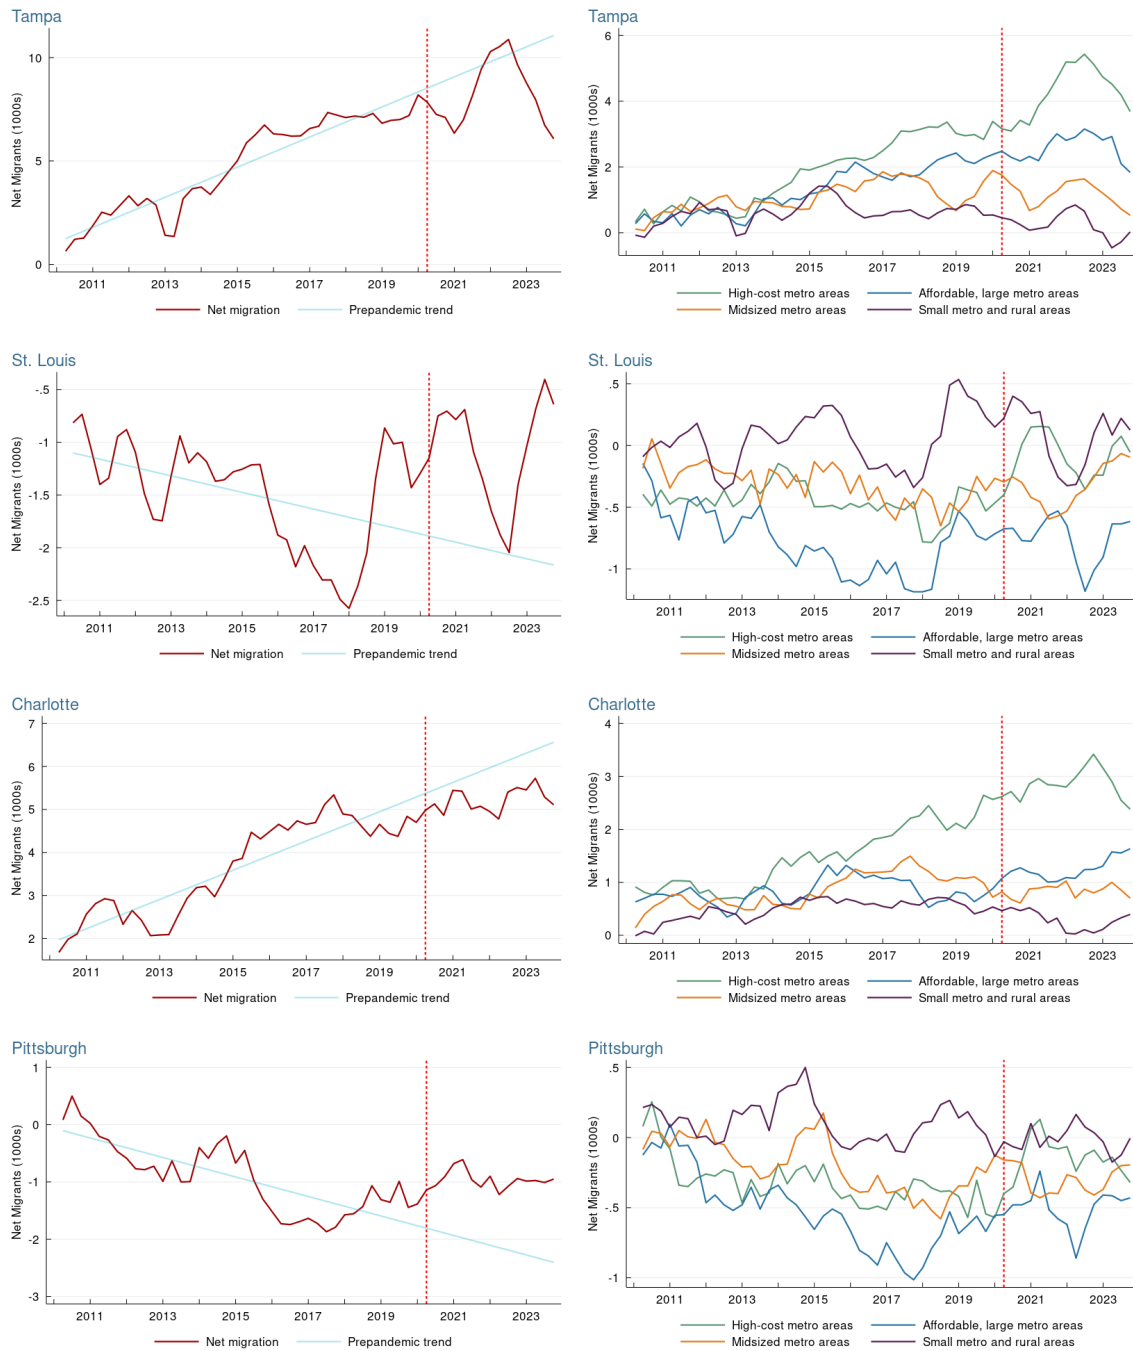 Tampa
Net Migrants (1000s)
10
5
0
2011 2013 2015 2017 2019 2021 2023
Net migration Prepandemic trend
Tampa
Net Migrants (1000s)
6
4
2
0
2011 2013 2015 2017 2019 2021 2023
High-cost metro areas Affordable, large metro areas
Midsized metro areas Small metro and rural areas
St. Louis
Net Migrants (1000s)
-.5
-1
-1.5
-2
-2.5
2011 2013 2015 2017 2019 2021 2023
Net migration Prepandemic trend
St. Louis
Net Migrants (1000s)
.5
0
-.5
-1
2011 2013 2015 2017 2019 2021 2023
High-cost metro areas Affordable, large metro areas
Midsized metro areas Small metro and rural areas
Charlotte
Net Migrants (1000s)
7
6
5
4
3
2
2011 2013 2015 2017 2019 2021 2023
Net migration Prepandemic trend
Charlotte
Net Migrants (1000s)
4
3
2
1
0
2011 2013 2015 2017 2019 2021 2023
High-cost metro areas Affordable, large metro areas
Midsized metro areas Small metro and rural areas
Pittsburgh
Net Migrants (1000s)
1
0
-1
-2
-3
2011 2013 2015 2017 2019 2021 2023
Net migration Prepandemic trend
Pittsburgh
Net Migrants (1000s)
.5
0
-.5
-1
2011 2013 2015 2017 2019 2021 2023
High-cost metro areas Affordable, large metro areas
Midsized metro areas Small metro and rural areas